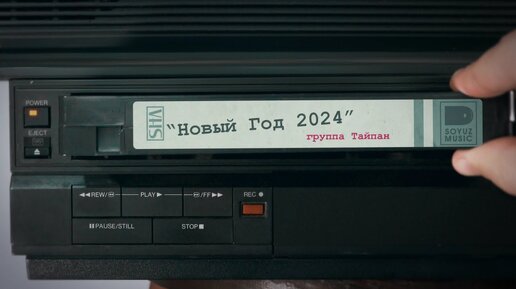 POWER
EJECT
VHS
“Новый Год 2024”
группа Тайпан
SOYUZ
MUSIC
REW/
PLAY
/FF
REC
PAUSE/STILL
STOP